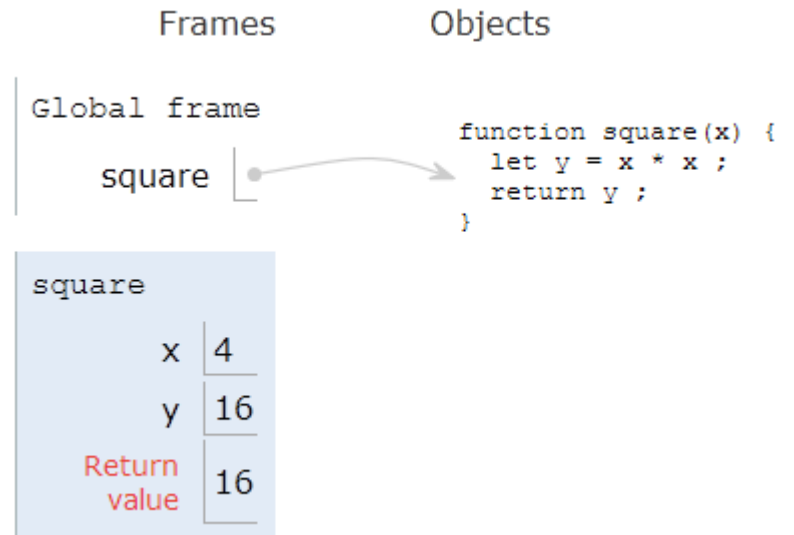 Frames Objects
Global frame
square
function square(x) {
  let y = x * x ;
  return y ;
}
square
x 4
y 16
Return
value 16